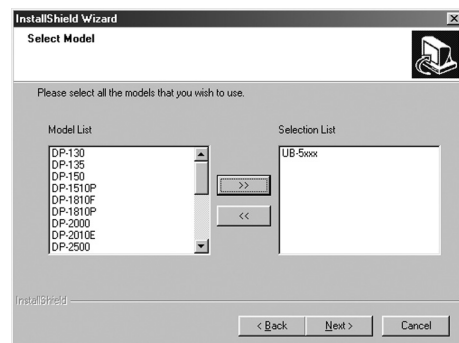 InstallShield Wizard
Select Model
Please select all the models that you wish to use.
Model List
DP-130
DP-135
DP-150
DP-1510P
DP-1810F
DP-1810P
DP-2000
DP-2010E
DP-2500
>>
<<
Selection List
UB-5xxx
InstallShield
< Back
Next >
Cancel